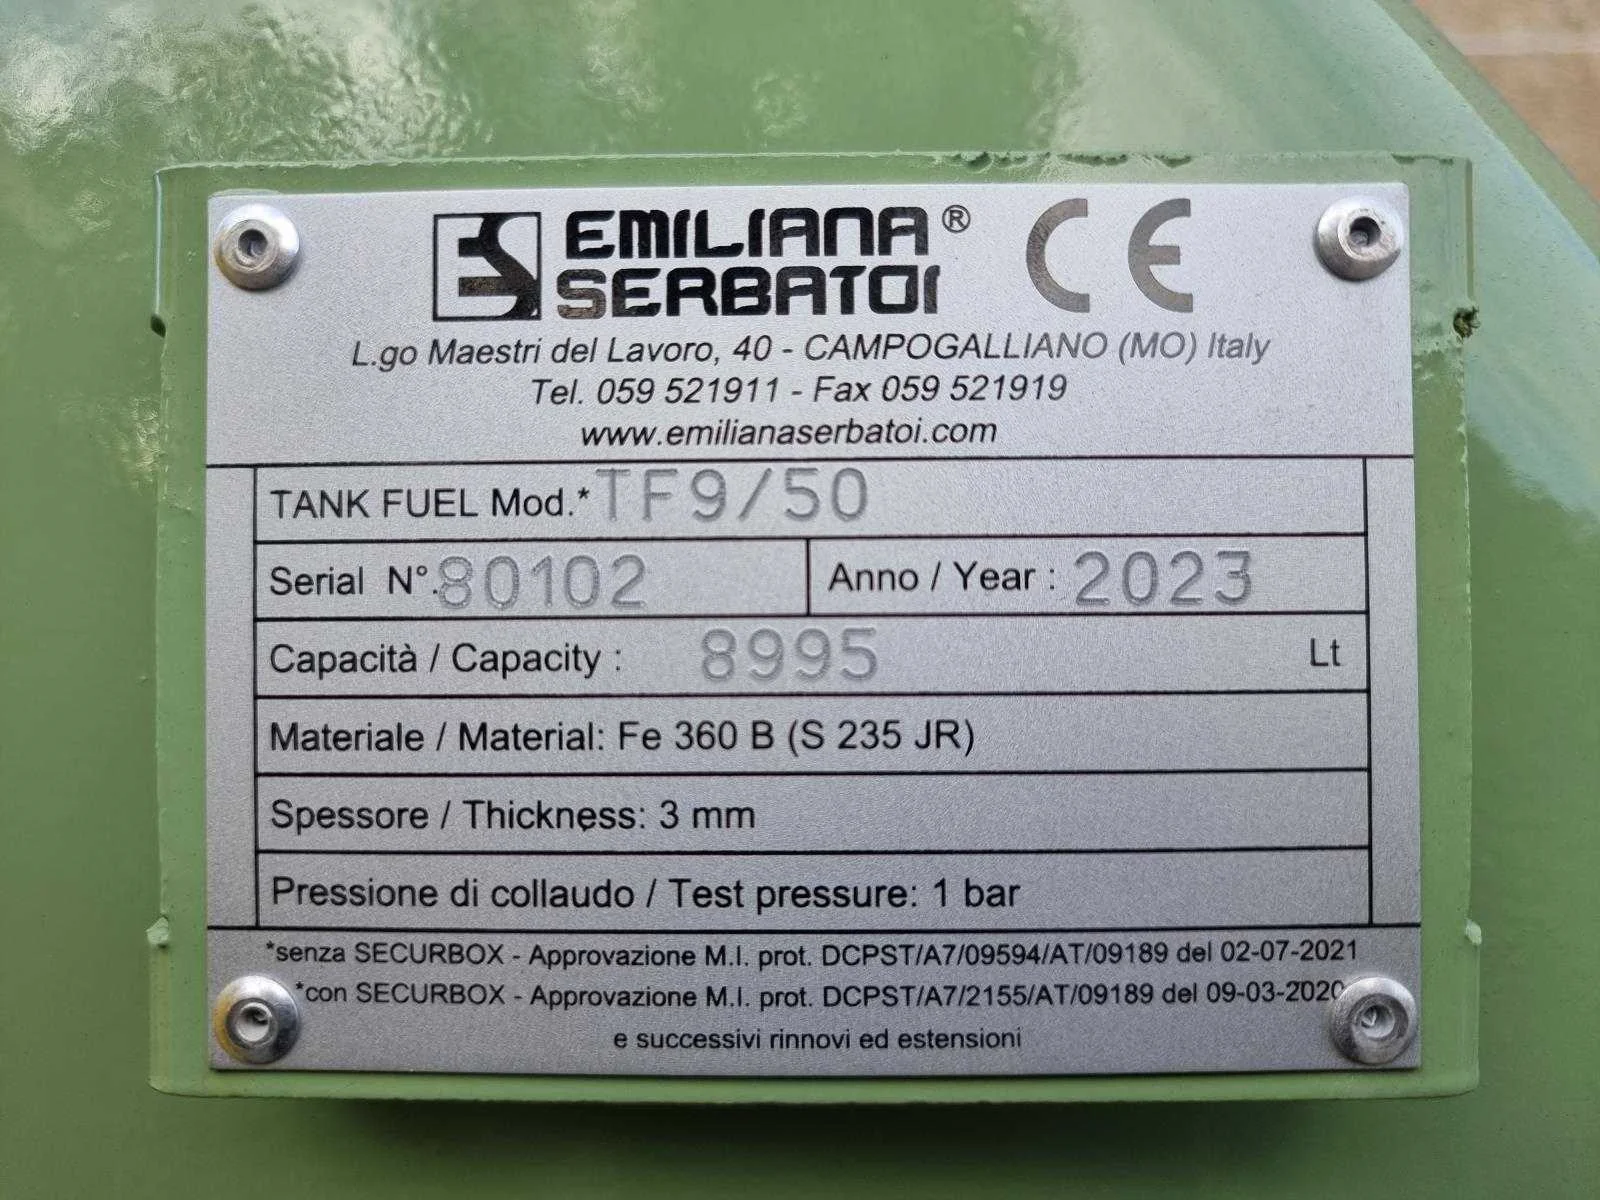 ES EMILIANA®
SERBATOI CE
L.go Maestri del Lavoro, 40 - CAMPOGALLIANO (MO) Italy
Tel. 059 521911 - Fax 059 521919
www.emilianaserbatoi.com
TANK FUEL Mod.* TF9/50
Serial N°. 80102 Anno / Year : 2023
Capacità / Capacity : 8995 Lt
Materiale / Material: Fe 360 B (S 235 JR)
Spessore / Thickness: 3 mm
Pressione di collaudo / Test pressure: 1 bar
*senza SECURBOX - Approvazione M.I. prot. DCPST/A7/09594/AT/09189 del 02-07-2021
*con SECURBOX - Approvazione M.I. prot. DCPST/A7/2155/AT/09189 del 09-03-2020
e successivi rinnovi ed estensioni